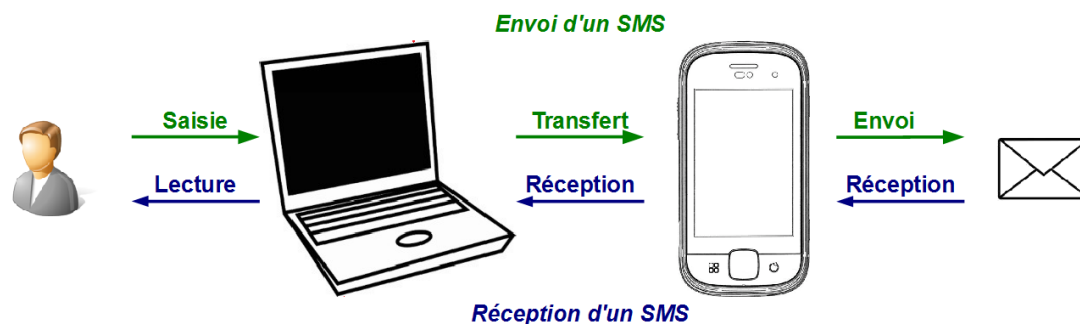 Envoi d'un SMS
Saisie
Transfert
Envoi
Lecture
Réception
Réception
Réception d'un SMS